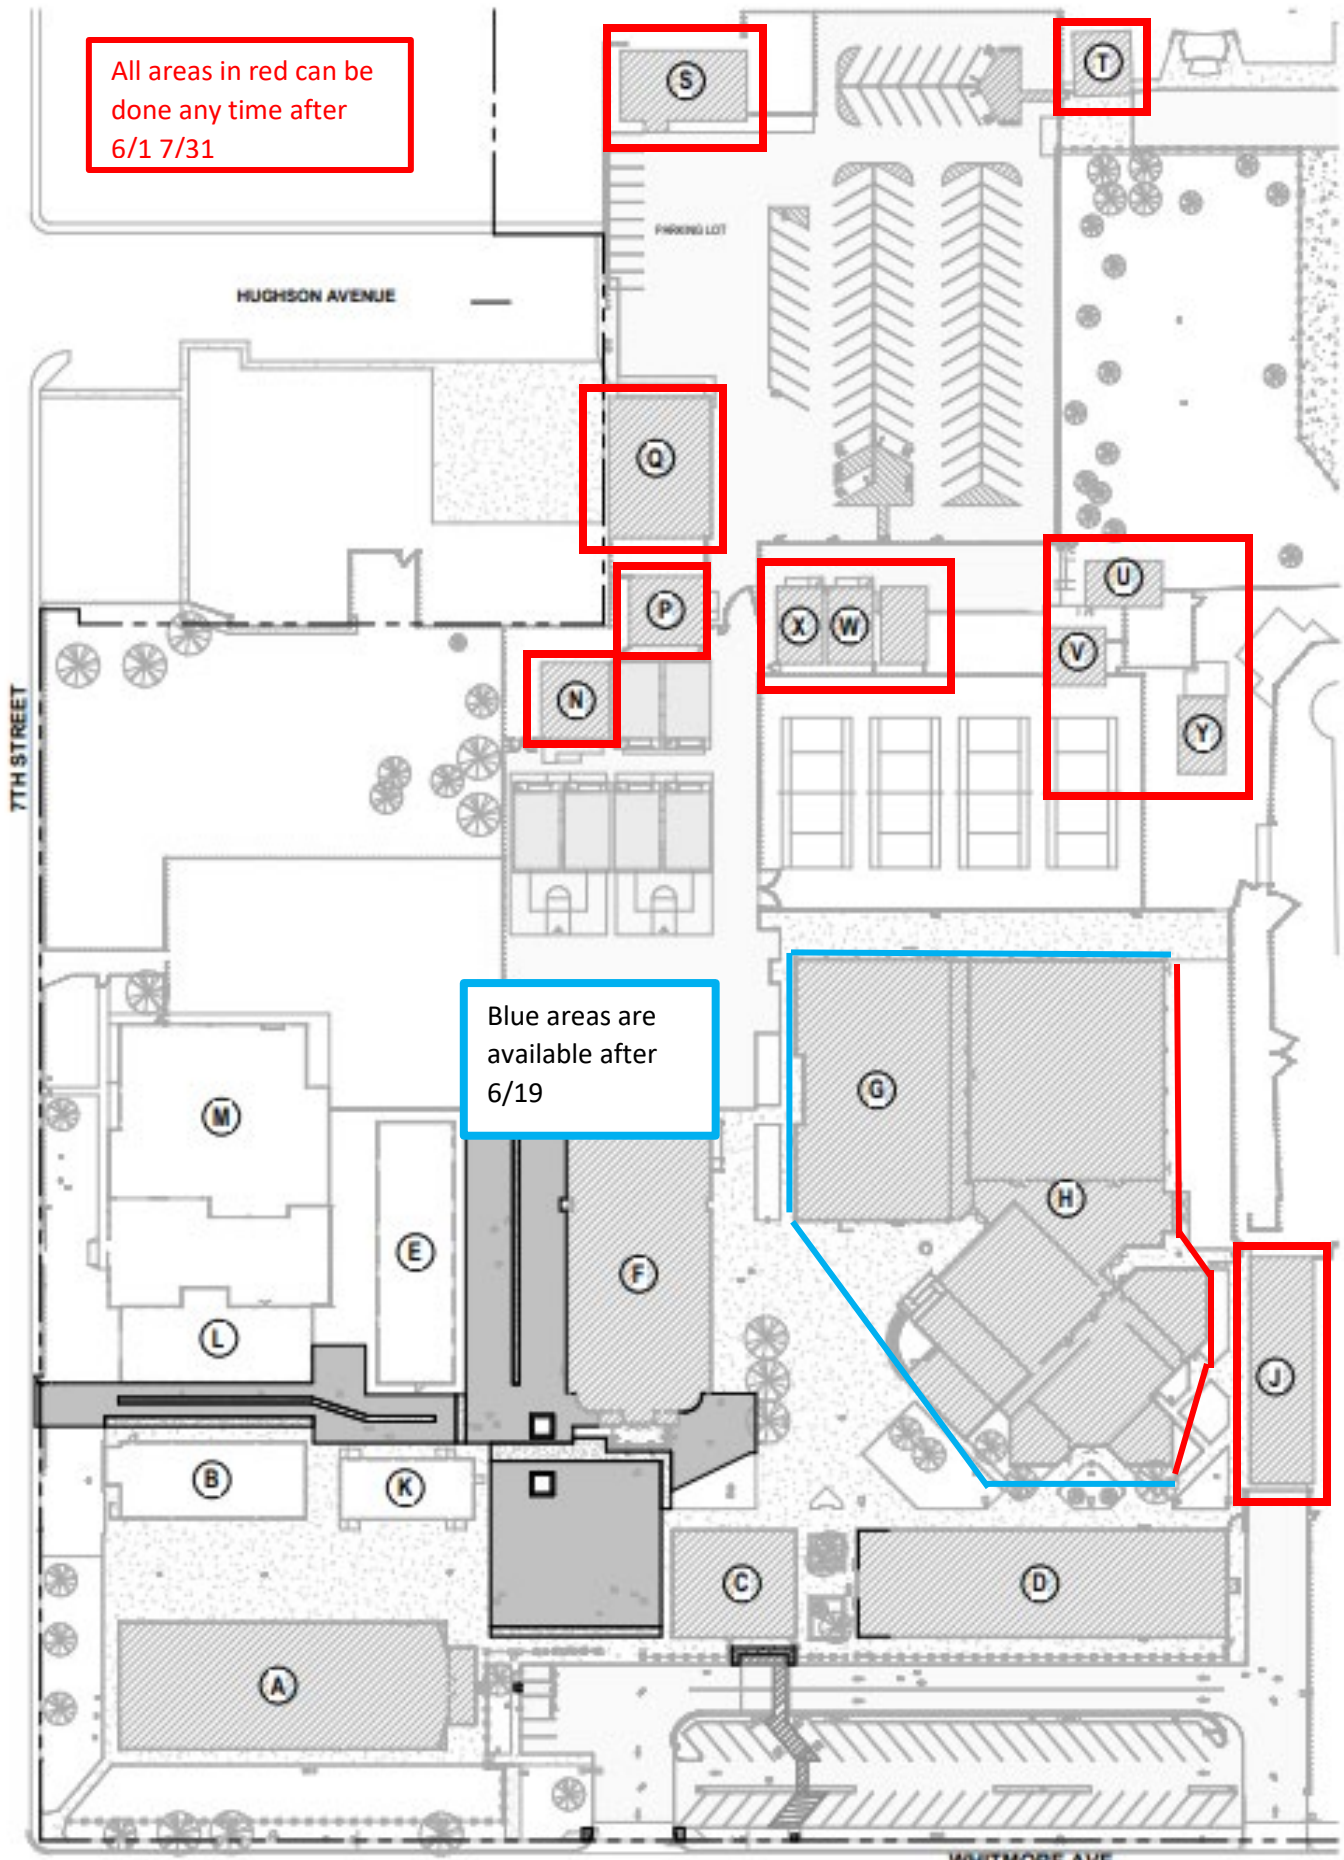 All areas in red can be
done any time after
6/1 7/31
S
T
PARKING LOT
HUGHSON AVENUE
Q
U
P
X
W
V
N
Y
7TH STREET
Blue areas are
available after
6/19
G
M
H
E
F
L
J
B
K
C
D
A
WHITMORE AVE